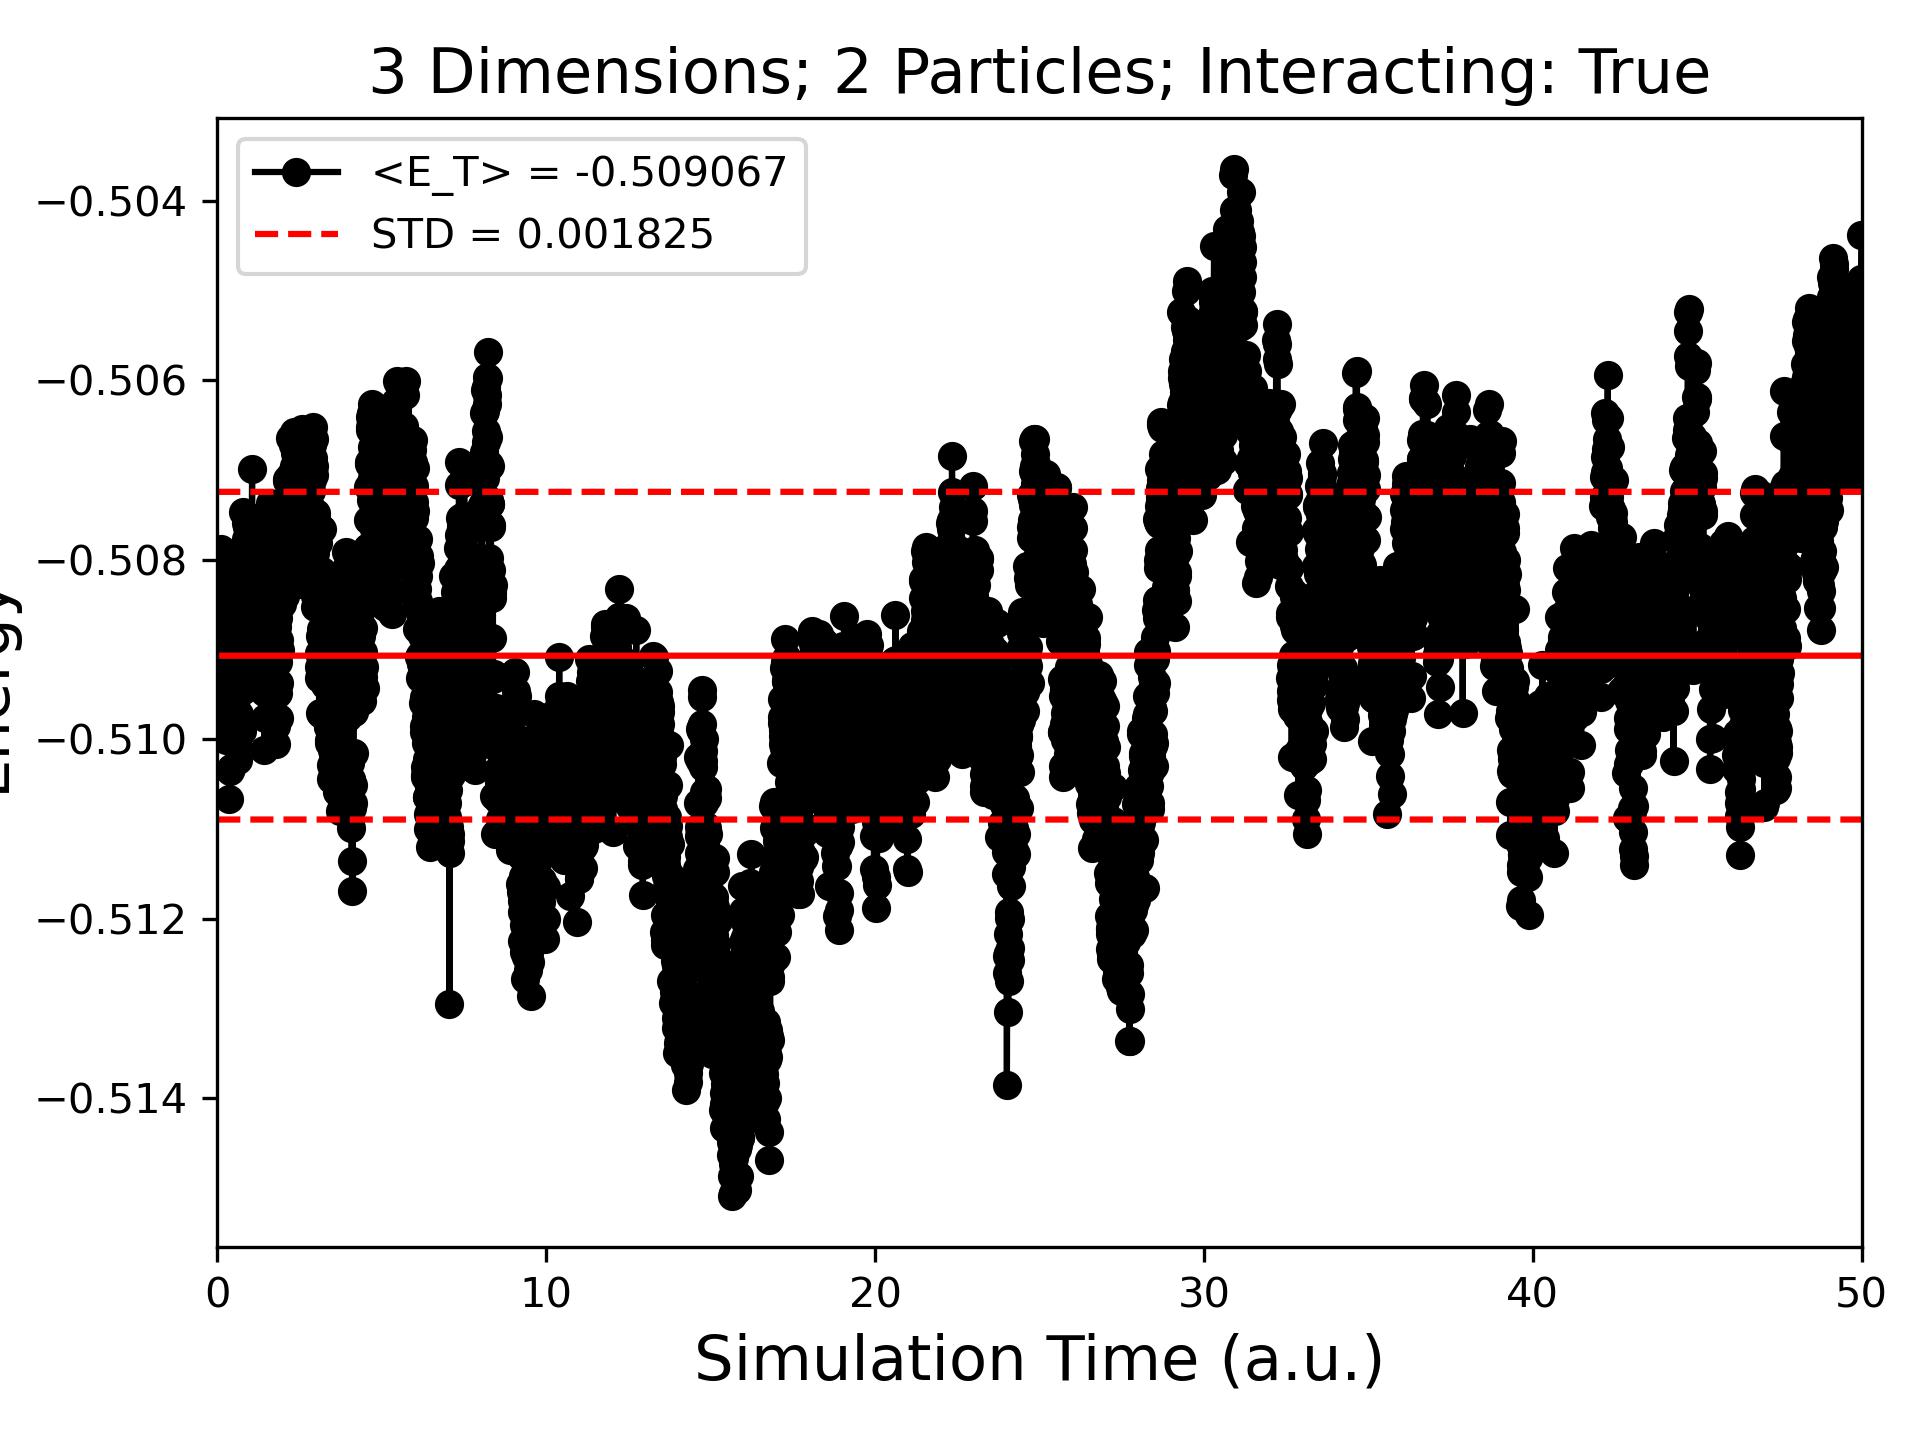 3 Dimensions; 2 Particles; Interacting: True
<E_T> = -0.509067
STD = 0.001825
−0.504
−0.506
−0.508
−0.510
−0.512
−0.514
0 10 20 30 40 50
Simulation Time (a.u.)